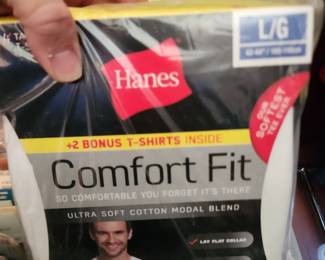 L/G
Hanes
OUR
SOFTEST
TEE EVER
+2 BONUS T-SHIRTS INSIDE
Comfort Fit
SO COMFORTABLE YOU FORGET IT'S THERE
ULTRA SOFT COTTON MODAL BLEND
LAY FLAT COLLAR